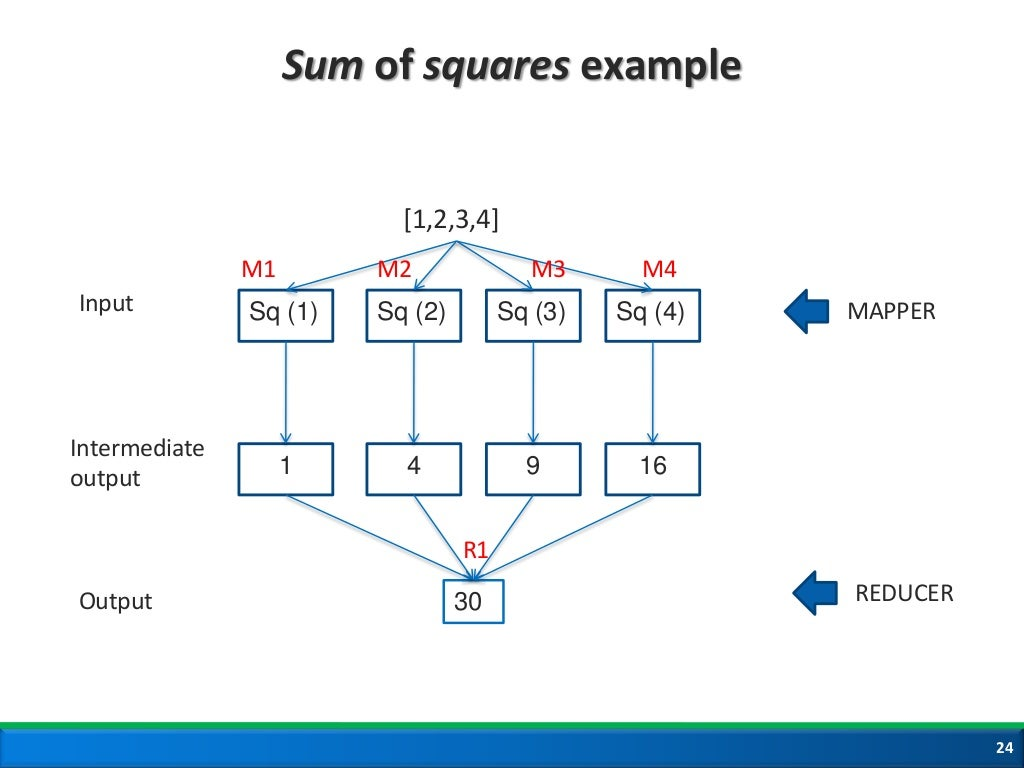 Sum of squares example
[1,2,3,4]
M1 M2 M3 M4
Input Sq (1) Sq (2) Sq (3) Sq (4) MAPPER
Intermediate
output
1 4 9 16
R1
Output 30 REDUCER
24